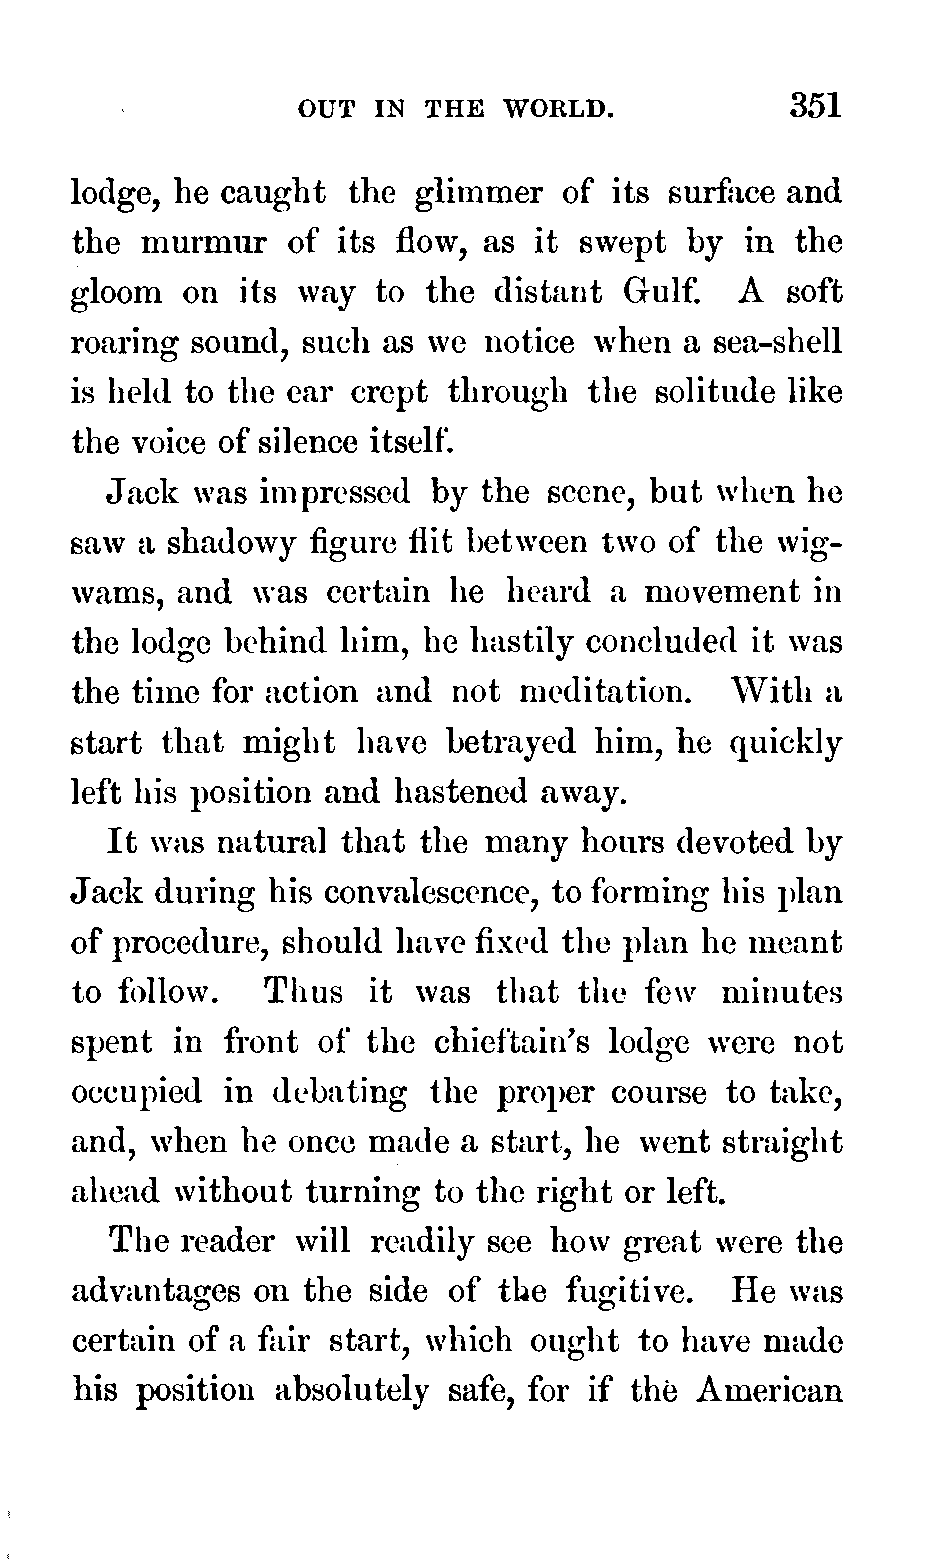 OUT IN THE WORLD. 351
lodge, he caught the glimmer of its surface and
the murmur of its flow, as it swept by in the
gloom on its way to the distant Gulf. A soft
roaring sound, such as we notice when a sea-shell
is held to the ear crept through the solitude like
the voice of silence itself.
Jack was impressed by the scene, but when he
saw a shadowy figure flit between two of the wig-
wams, and was certain he heard a movement in
the lodge behind him, he hastily concluded it was
the time for action and not meditation. With a
start that might have betrayed him, he quickly
left his position and hastened away.
It was natural that the many hours devoted by
Jack during his convalescence, to forming his plan
of procedure, should have fixed the plan he meant
to follow. Thus it was that the few minutes
spent in front of the chieftain's lodge were not
occupied in debating the proper course to take,
and, when he once made a start, he went straight
ahead without turning to the right or left.
The reader will readily see how great were the
advantages on the side of the fugitive. He was
certain of a fair start, which ought to have made
his position absolutely safe, for if the American